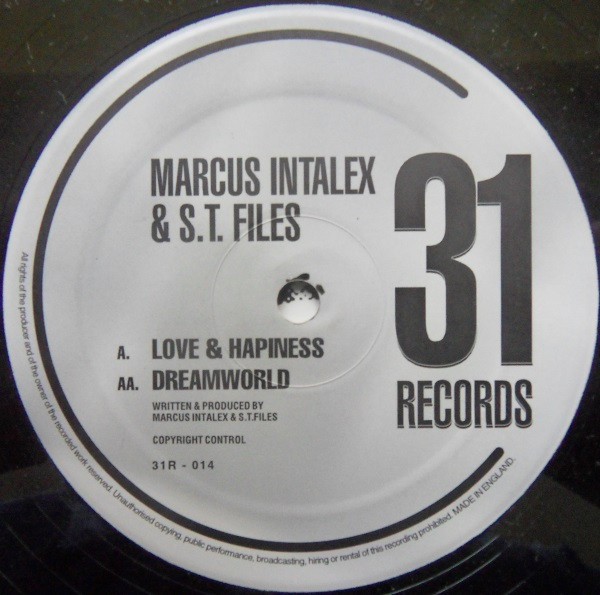 MARCUS INTALEX
& S.T. FILES
31
RECORDS
A. LOVE & HAPINESS
AA. DREAMWORLD
WRITTEN & PRODUCED BY
MARCUS INTALEX & S.T.FILES
COPYRIGHT CONTROL
31R - 014
All rights of the producer and of the owner of the recorded work reserved. Unauthorised copying, public performance, broadcasting, hiring or rental of this recording prohibited. MADE IN ENGLAND.